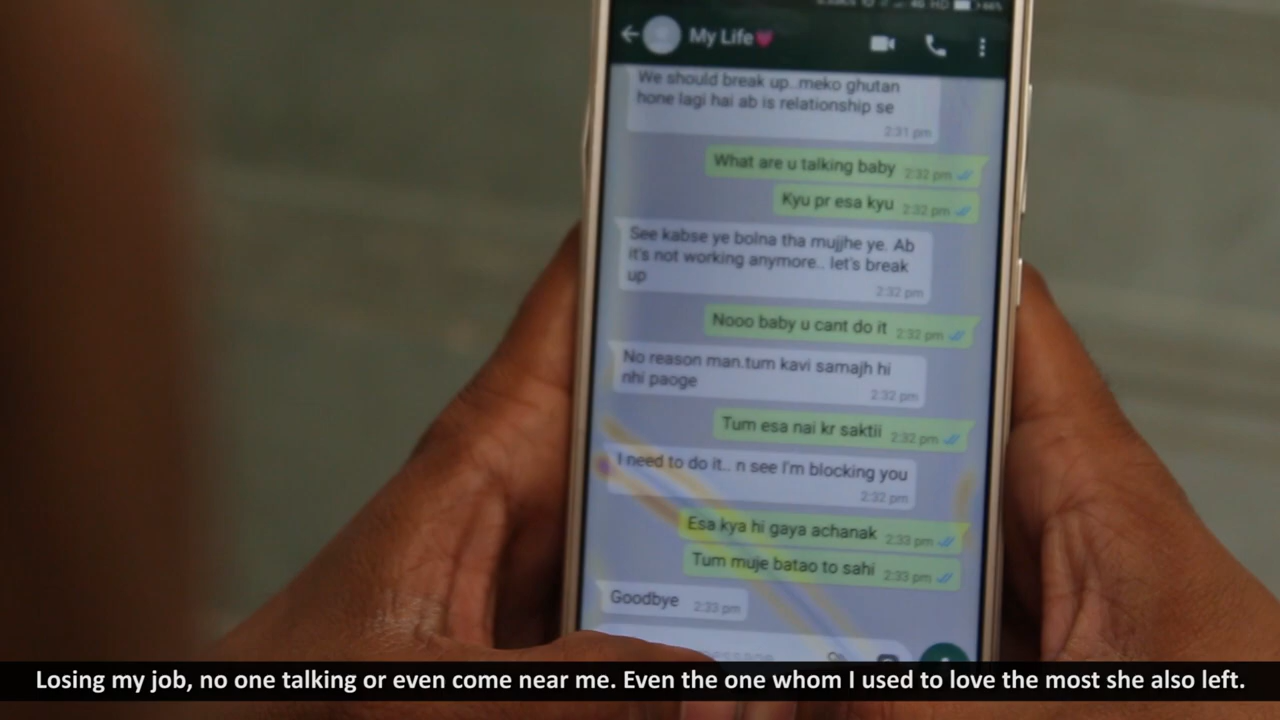 4G HD
My Life
We should break up..meko ghutan
hone lagi hai ab is relationship se
2:31 pm
What are u talking baby 2:32 pm
Kyu pr esa kyu 2:32 pm
See kabse ye bolna tha mujjhe ye. Ab
it's not working anymore.. let's break
up
2:32 pm
Nooo baby u cant do it 2:32 pm
No reason man.tum kavi samajh hi
nhi paoge
2:32 pm
Tum esa nai kr saktii 2:32 pm
I need to do it.. n see I'm blocking you
2:32 pm
Esa kya hi gaya achanak 2:33 pm
Tum muje batao to sahi 2:33 pm
Goodbye 2:33 pm
Losing my job, no one talking or even come near me. Even the one whom I used to love the most she also left.